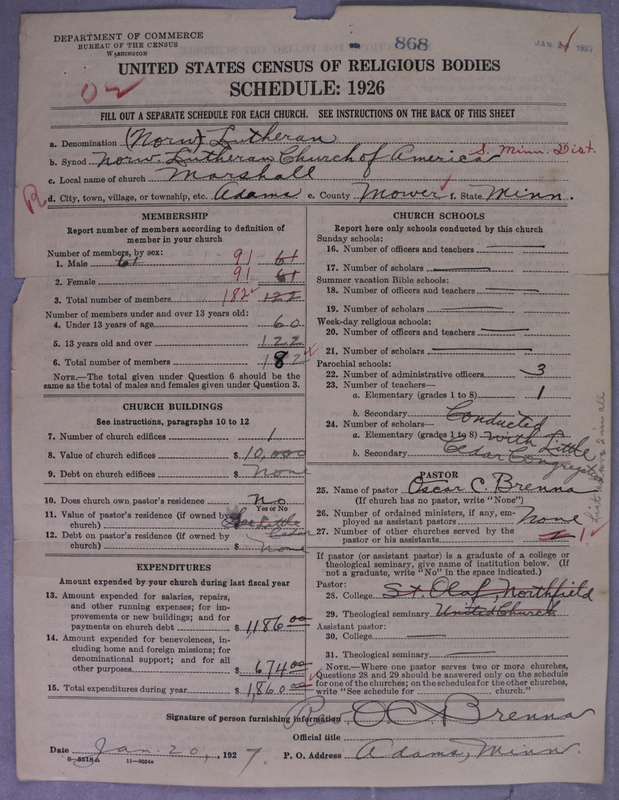 DEPARTMENT OF COMMERCE
BUREAU OF THE CENSUS
WASHINGTON
868
JAN 24 1927
UNITED STATES CENSUS OF RELIGIOUS BODIES
SCHEDULE: 1926
FILL OUT A SEPARATE SCHEDULE FOR EACH CHURCH. SEE INSTRUCTIONS ON THE BACK OF THIS SHEET
a. Denomination (Norw) Lutheran
b. Synod Norw. Lutheran Church of America S. Minn. Dist.
c. Local name of church Marshall
R
d. City, town, village, or township, etc. Adams e. County Mower f. State Minn.
MEMBERSHIP
Report number of members according to definition of
member in your church
Number of members, by sex:
1. Male 61 91 61
2. Female 91 61
3. Total number of members 182 122
Number of members under and over 13 years old:
4. Under 13 years of age 60
5. 13 years old and over 122
6. Total number of members 182
NOTE.—The total given under Question 6 should be
same as the total of males and females given under Question 3.
CHURCH BUILDINGS
See instructions, paragraphs 10 to 12
7. Number of church edifices 1
8. Value of church edifices $ 10,000
9. Debt on church edifices $ None
10. Does church own pastor's residence No
Yes or No
11. Value of pastor's residence (if owned by
church) See Little Cedar
12. Debt on pastor's residence (if owned by
church) $ None
EXPENDITURES
Amount expended by your church during last fiscal year
13. Amount expended for salaries, repairs,
and other running expenses; for im-
provements or new buildings; and for
payments on church debt $ 1,186.00
14. Amount expended for benevolences, in-
cluding home and foreign missions; for
denominational support; and for all
other purposes $ 674.00
15. Total expenditures during year $ 1,860.00
CHURCH SCHOOLS
Report here only schools conducted by this church
Sunday schools:
16. Number of officers and teachers
17. Number of scholars
Summer vacation Bible schools:
18. Number of officers and teachers
19. Number of scholars
Week-day religious schools:
20. Number of officers and teachers
21. Number of scholars
Parochial schools:
22. Number of administrative officers 3
23. Number of teachers—
a. Elementary (grades 1 to 8) 1
b. Secondary Conducted
24. Number of scholars—
a. Elementary (grades 1 to 8) with Little
b. Secondary Cedar Congregat
PASTOR
25. Name of pastor Oscar C. Brenna
(If church has no pastor, write "None")
26. Number of ordained ministers, if any, em-
ployed as assistant pastors None
27. Number of other churches served by the
pastor or his assistants 2 1
If pastor (or assistant pastor) is a graduate of a college or
theological seminary, give name of institution below. (If
not a graduate, write "No" in the space indicated.)
Pastor:
28. College St. Olaf, Northfield
29. Theological seminary United Church
Assistant pastor:
30. College
31. Theological seminary
NOTE.—Where one pastor serves two or more churches,
Questions 28 and 29 should be answered only on the schedule
for one of the churches; on the schedules for the other churches,
write "See schedule for church."
Signature of person furnishing information Rev O C Brenna
Official title
Date Jan. 20, 1927.
P. O. Address Adams, Minn.
8—5518a 11—9054a